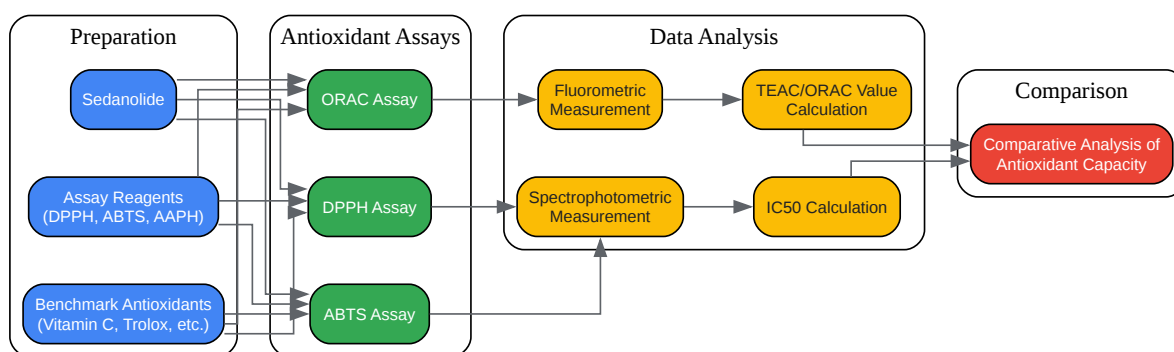 Preparation
Sedanolide
Assay Reagents
(DPPH, ABTS, AAPH)
Benchmark Antioxidants
(Vitamin C, Trolox, etc.)
Antioxidant Assays
ORAC Assay
DPPH Assay
ABTS Assay
Data Analysis
Fluorometric
Measurement
TEAC/ORAC Value
Calculation
Spectrophotometric
Measurement
IC50 Calculation
Comparison
Comparative Analysis of
Antioxidant Capacity